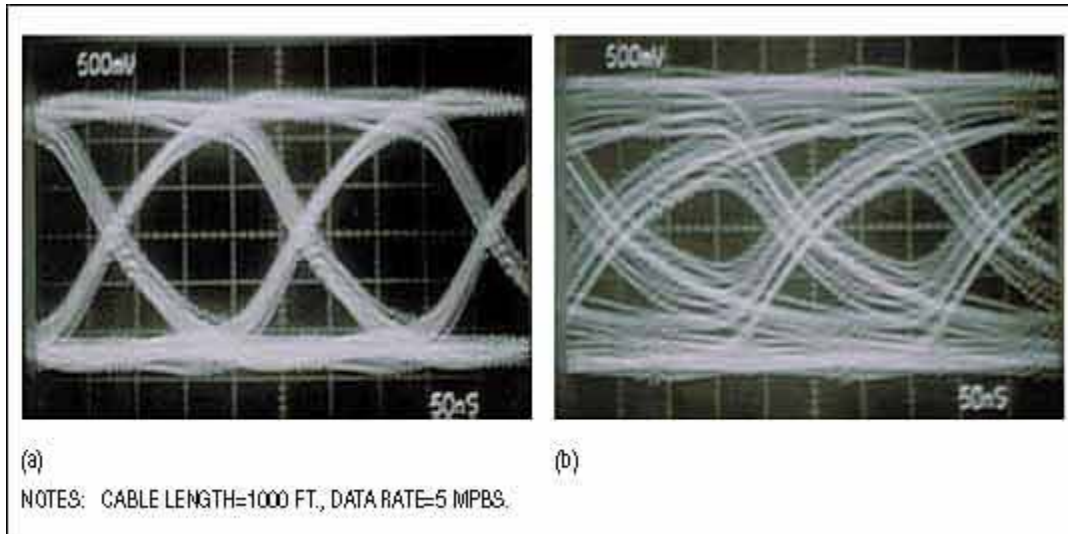 500mV
50nS
500mV
50nS
(a)
(b)
NOTES: CABLE LENGTH=1000 FT., DATA RATE=5 MPBS.